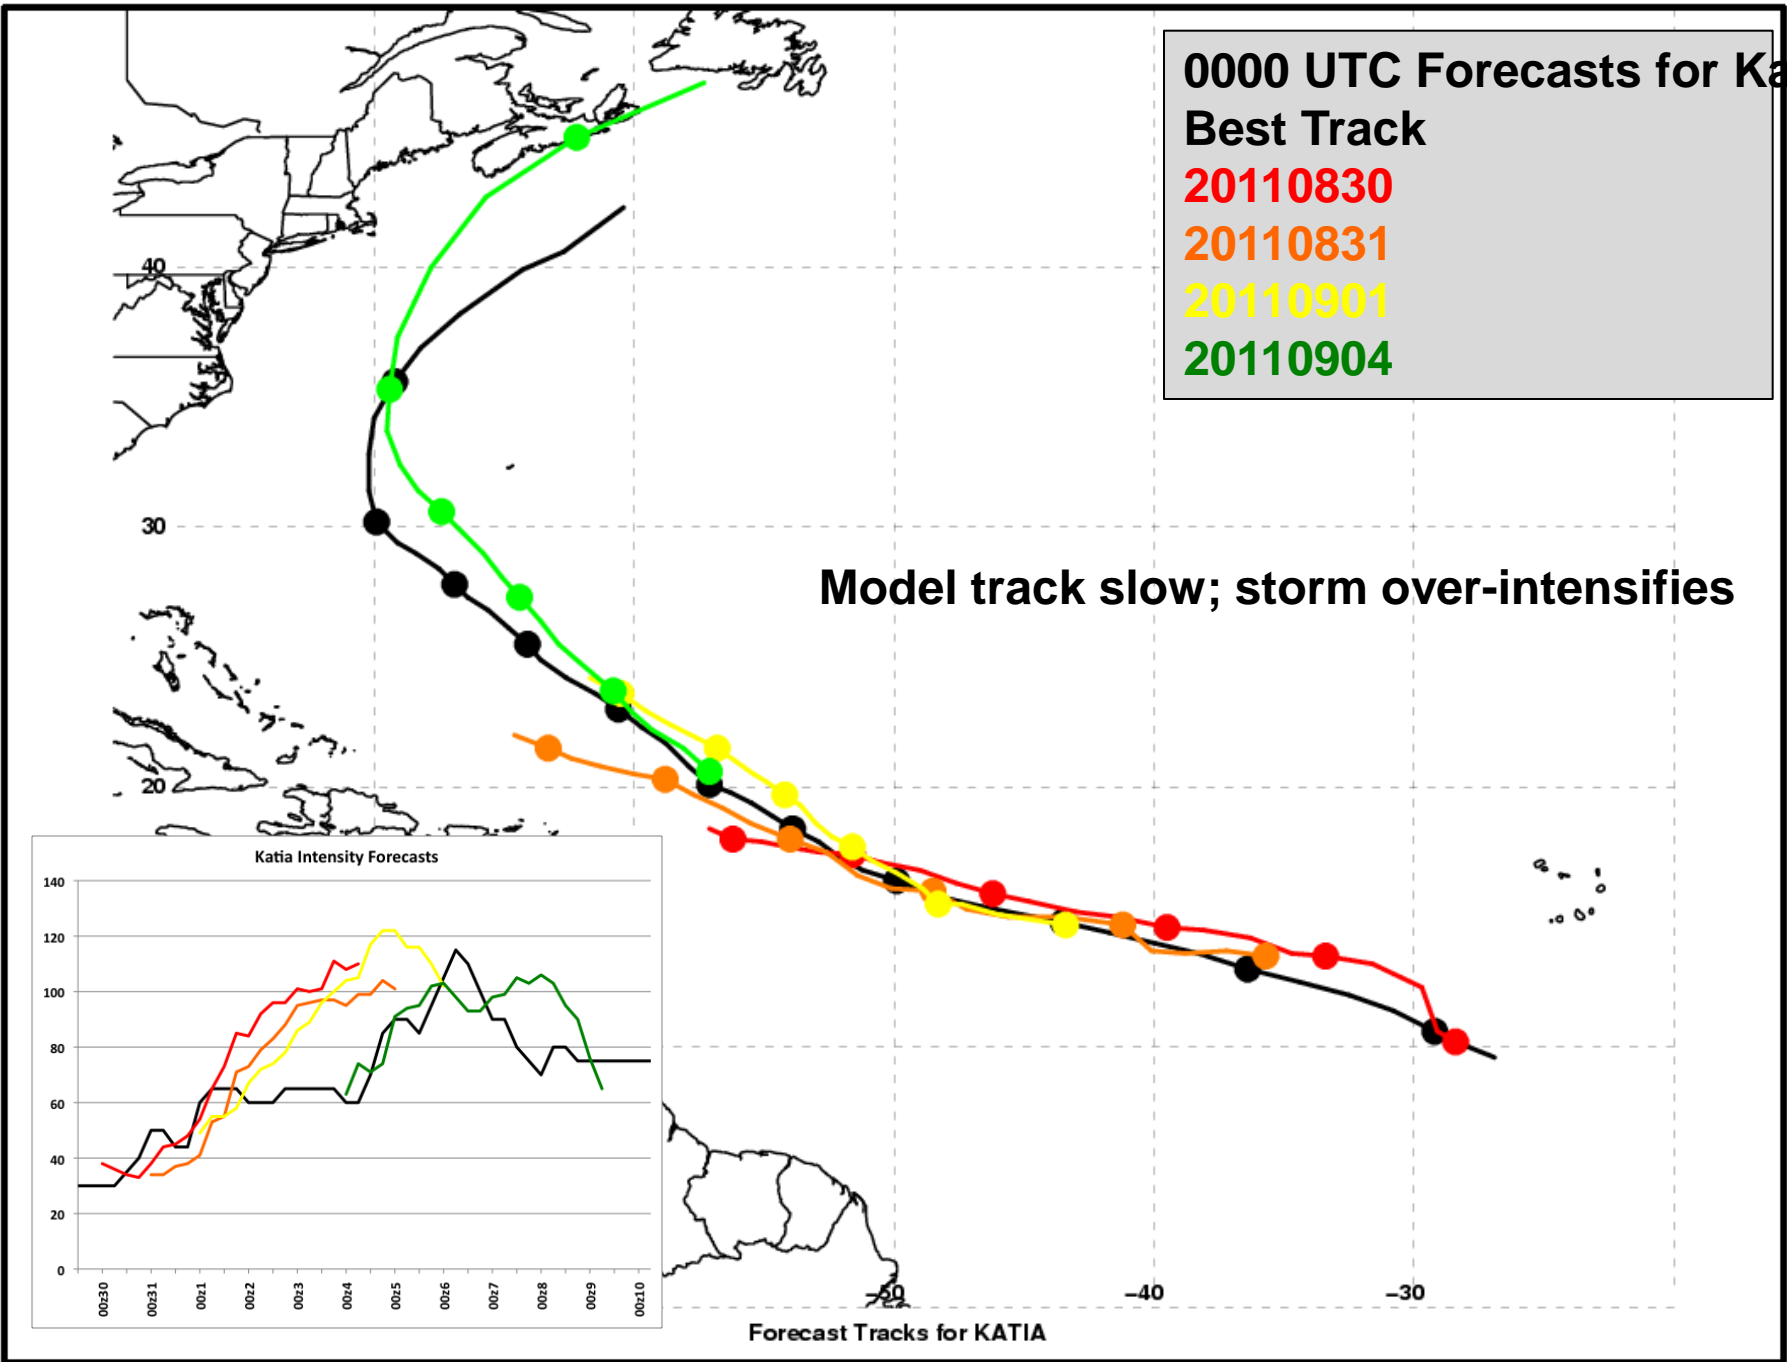 0000 UTC Forecasts for Ka
Best Track
20110830
20110831
20110901
20110904
40
30
Model track slow; storm over-intensifies
20
Katia Intensity Forecasts
140
120
100
80
60
40
20
0
00z30
00z31
00z1
00z2
00z3
00z4
00z5
00z6
00z7
00z8
00z9
00z10
−50
−40
−30
Forecast Tracks for KATIA